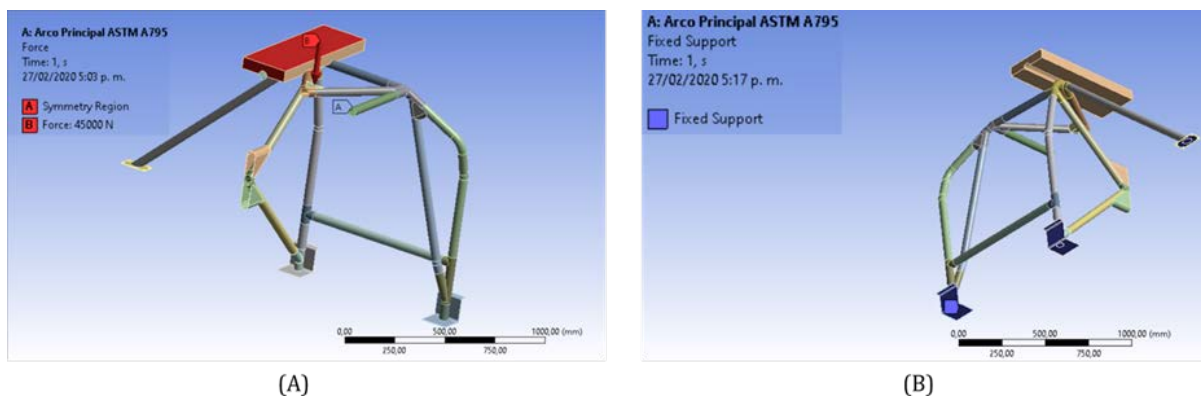 A: Arco Principal ASTM A795
Force
Time: 1, s
27/02/2020 5:03 p. m.
A Symmetry Region
B Force: 45000 N
B
A
0,00 500,00 1000,00 (mm)
250,00 750,00
(A)
A: Arco Principal ASTM A795
Fixed Support
Time: 1, s
27/02/2020 5:17 p. m.
Fixed Support
0,00 500,00 1000,00 (mm)
250,00 750,00
(B)